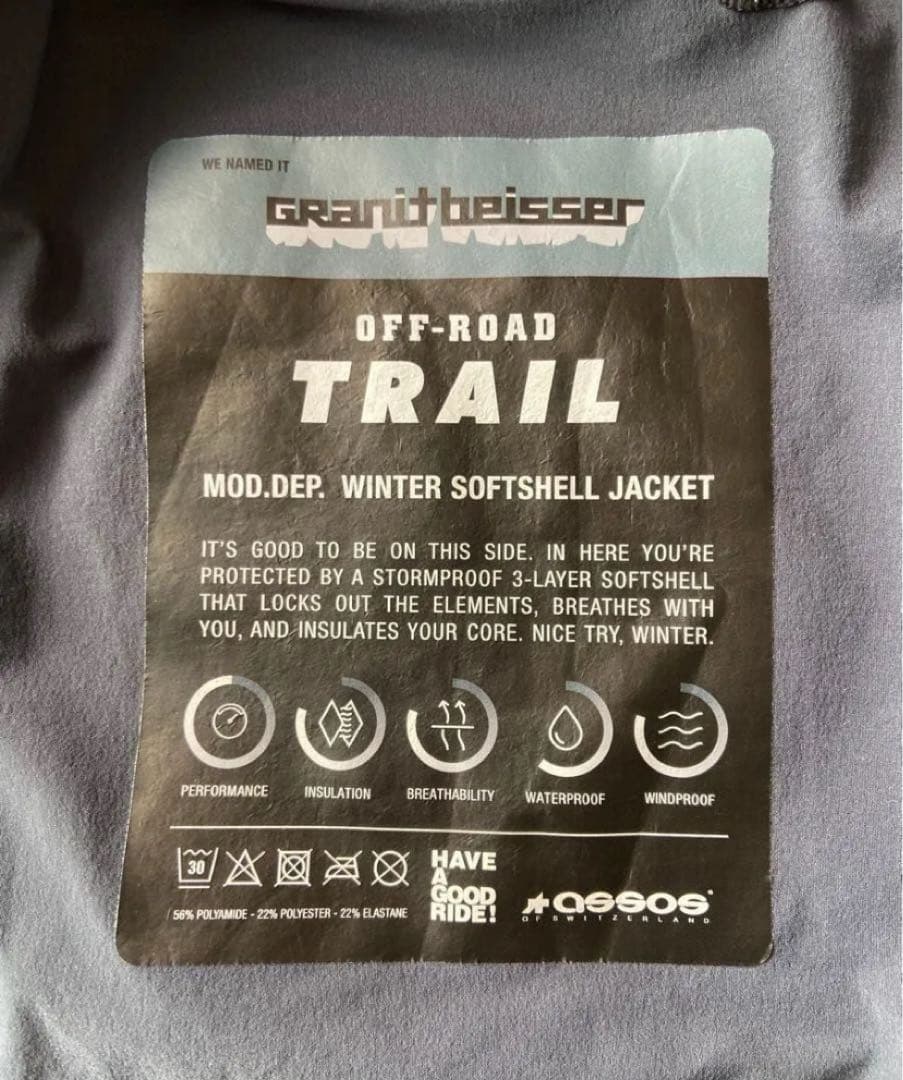 WE NAMED IT
Granitbeisser
OFF-ROAD
TRAIL
MOD.DEP. WINTER SOFTSHELL JACKET
IT'S GOOD TO BE ON THIS SIDE. IN HERE YOU'RE
PROTECTED BY A STORMPROOF 3-LAYER SOFTSHELL
THAT LOCKS OUT THE ELEMENTS, BREATHES WITH
YOU, AND INSULATES YOUR CORE. NICE TRY, WINTER.
PERFORMANCE INSULATION BREATHABILITY WATERPROOF WINDPROOF
30
56% POLYAMIDE - 22% POLYESTER - 22% ELASTANE
HAVE
A
GOOD
RIDE!
assos
OF SWITZERLAND